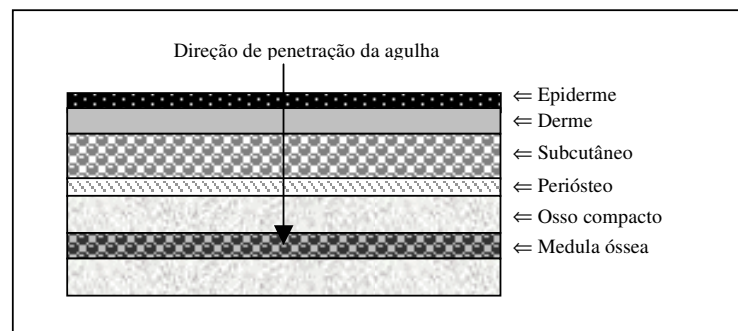 Direção de penetração da agulha
⇐ Epiderme
⇐ Derme
⇐ Subcutâneo
⇐ Periósteo
⇐ Osso compacto
⇐ Medula óssea